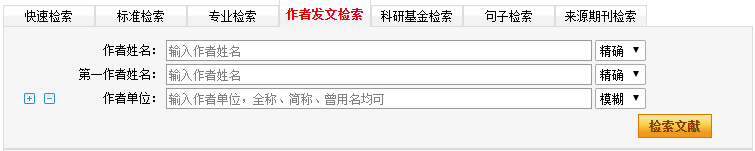 快速检索 标准检索 专业检索 作者发文检索 科研基金检索 句子检索 来源期刊检索
作者姓名: 输入作者姓名 精确
第一作者姓名: 输入作者姓名 精确
作者单位: 输入作者单位，全称、简称、曾用名均可 模糊
检索文献